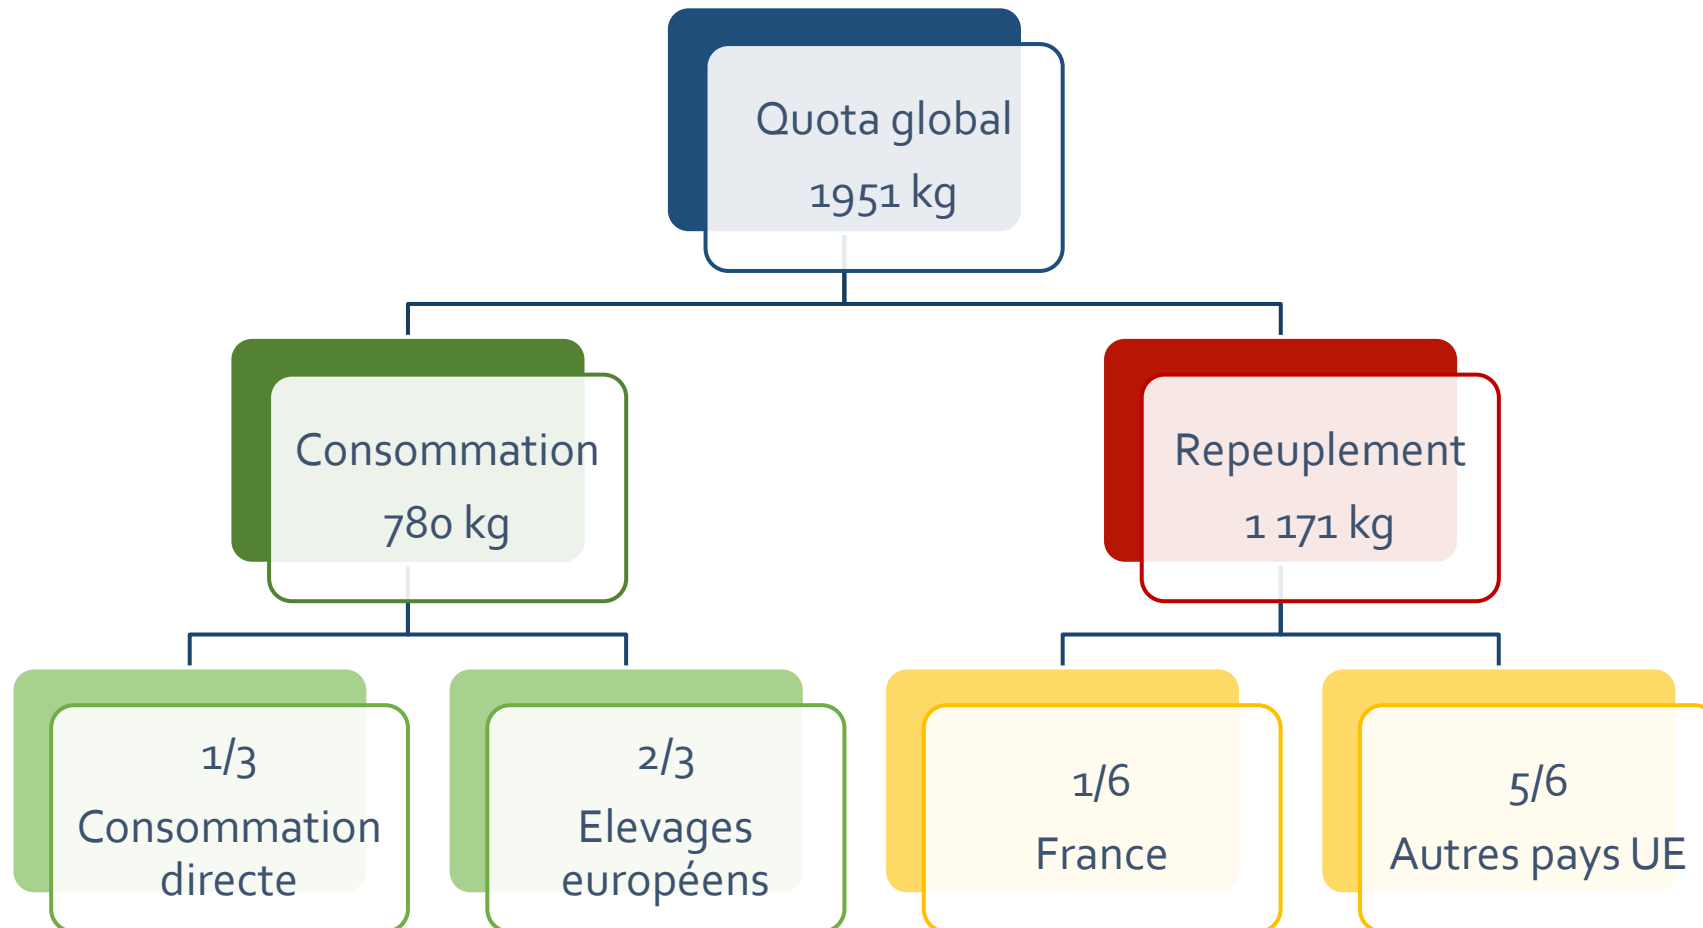 Quota global
1951 kg
Consommation
780 kg
Repeuplement
1 171 kg
1/3
Consommation
directe
2/3
Elevages
européens
1/6
France
5/6
Autres pays UE